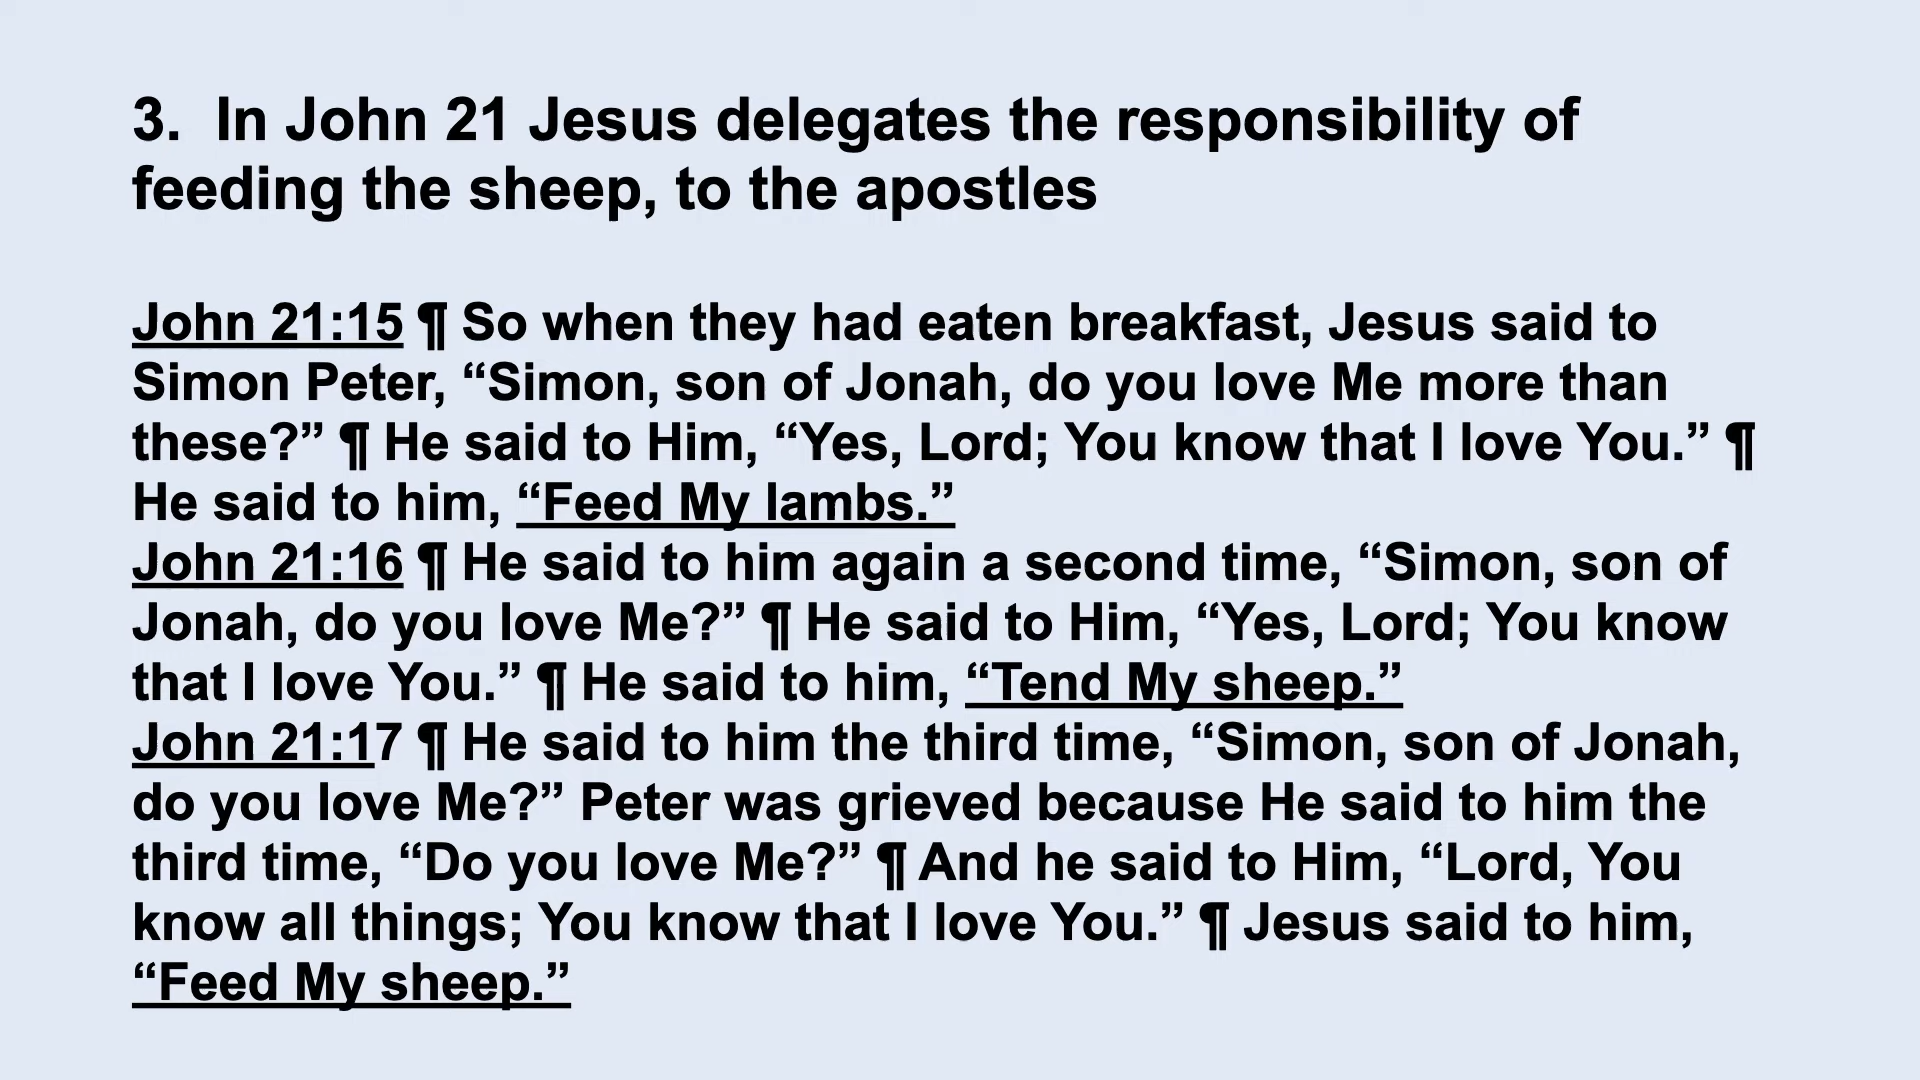 3.  In John 21 Jesus delegates the responsibility of
feeding the sheep, to the apostles
John 21:15 ¶ So when they had eaten breakfast, Jesus said to
Simon Peter, “Simon, son of Jonah, do you love Me more than
these?” ¶ He said to Him, “Yes, Lord; You know that I love You.” ¶
He said to him, “Feed My lambs.”
John 21:16 ¶ He said to him again a second time, “Simon, son of
Jonah, do you love Me?” ¶ He said to Him, “Yes, Lord; You know
that I love You.” ¶ He said to him, “Tend My sheep.”
John 21:17 ¶ He said to him the third time, “Simon, son of Jonah,
do you love Me?” Peter was grieved because He said to him the
third time, “Do you love Me?” ¶ And he said to Him, “Lord, You
know all things; You know that I love You.” ¶ Jesus said to him,
“Feed My sheep.”